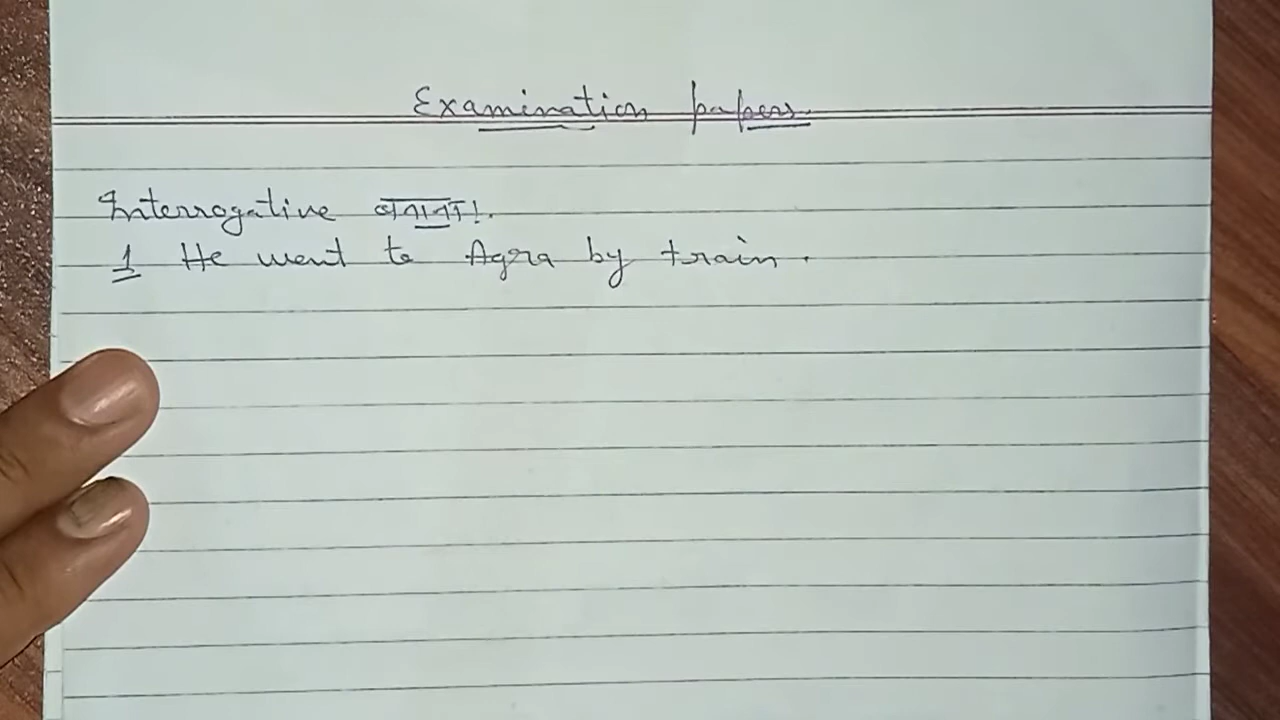 Examination papers.
Interrogative बनाना!.
1 He went to Agra by train.